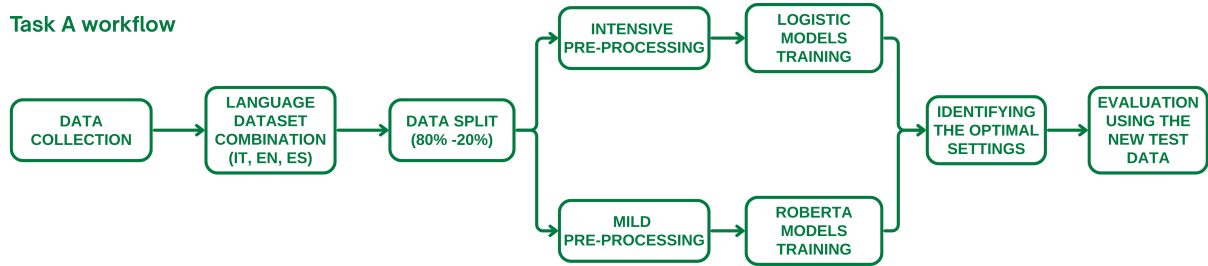 Task A workflow
DATA
COLLECTION
LANGUAGE
DATASET
COMBINATION
(IT, EN, ES)
DATA SPLIT
(80% -20%)
INTENSIVE
PRE-PROCESSING
LOGISTIC
MODELS
TRAINING
MILD
PRE-PROCESSING
ROBERTA
MODELS
TRAINING
IDENTIFYING
THE OPTIMAL
SETTINGS
EVALUATION
USING THE
NEW TEST
DATA